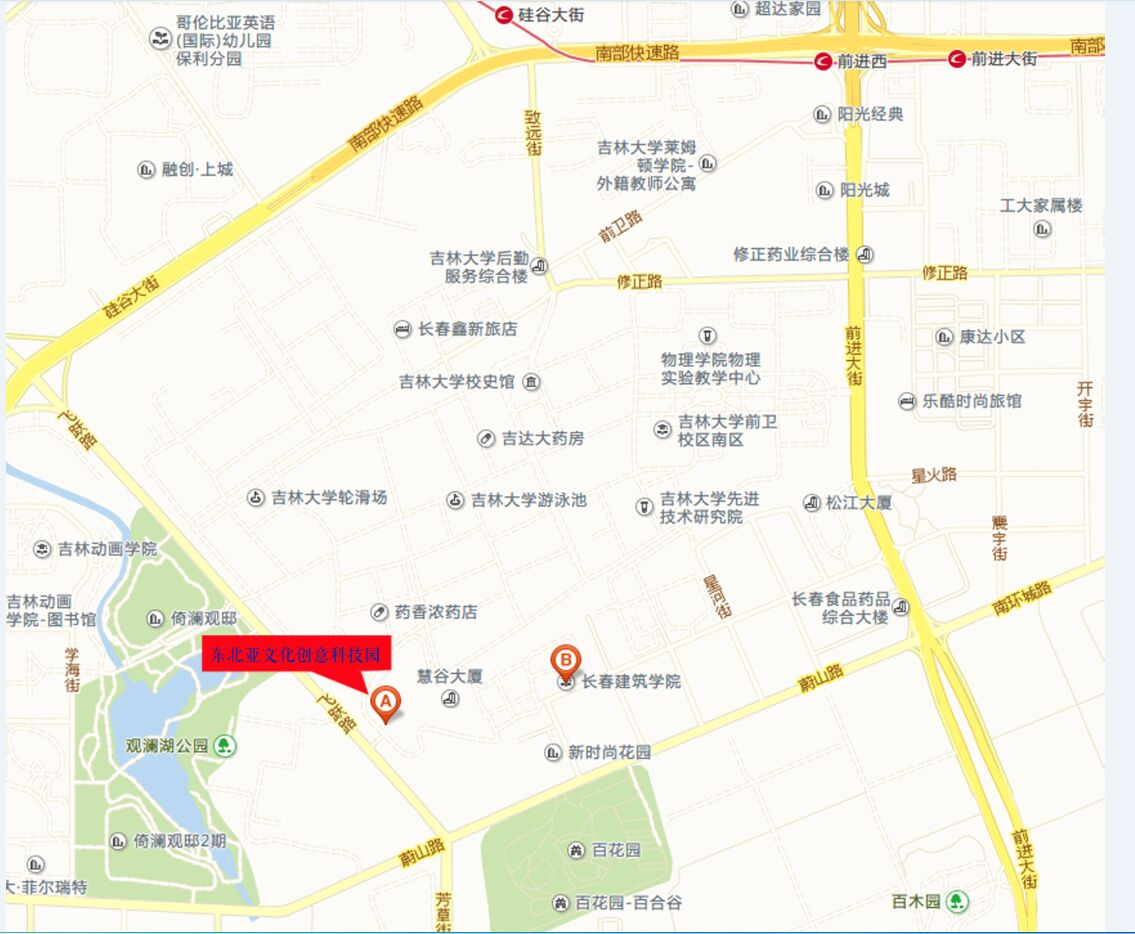 哥伦比亚英语
(国际)幼儿园
保利分园
硅谷大街
超达家园
南部快速路
前进西
前进大街
南部
南部快速路
致远街
阳光经典
吉林大学莱姆
顿学院-
外籍教师公寓
融创·上城
阳光城
工大家属楼
前卫路
吉林大学后勤
服务综合楼
修正药业综合楼
修正路
修正路
硅谷大街
长春鑫新旅店
物理学院物理
实验教学中心
前进大街
康达小区
吉林大学校史馆
乐酷时尚旅馆
开宇街
飞跃路
吉达大药房
吉林大学前卫
校区南区
星火路
吉林大学轮滑场
吉林大学游泳池
吉林大学先进
技术研究院
松江大厦
震宇街
吉林动画学院
吉林动画
学院-图书馆
倚澜观邸
药香浓药店
星河街
长春食品药品
综合大楼
南环城路
东北亚文化创意科技园
学海街
慧谷大厦
B
长春建筑学院
蔚山路
A
飞跃路
观澜湖公园
新时尚花园
倚澜观邸2期
蔚山路
百花园
前进大街
大·菲尔瑞特
芳草街
百花园-百合谷
百木园